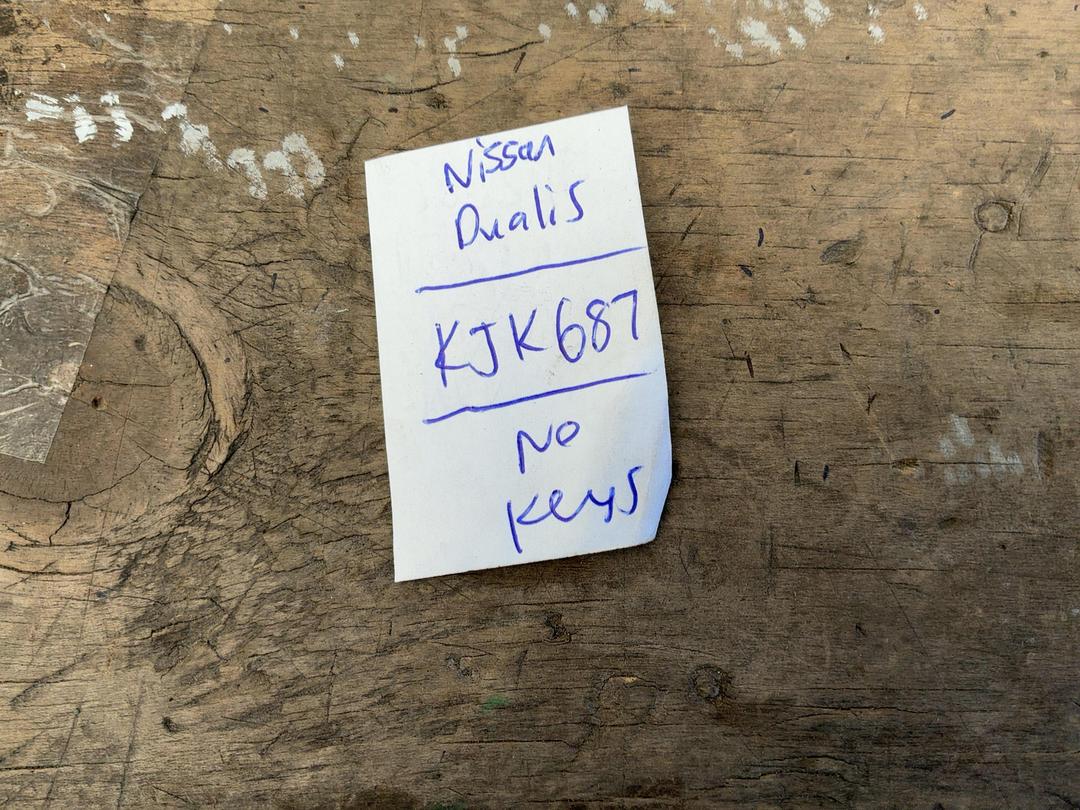 Nissan
Dualis
KJK687
No
Keys